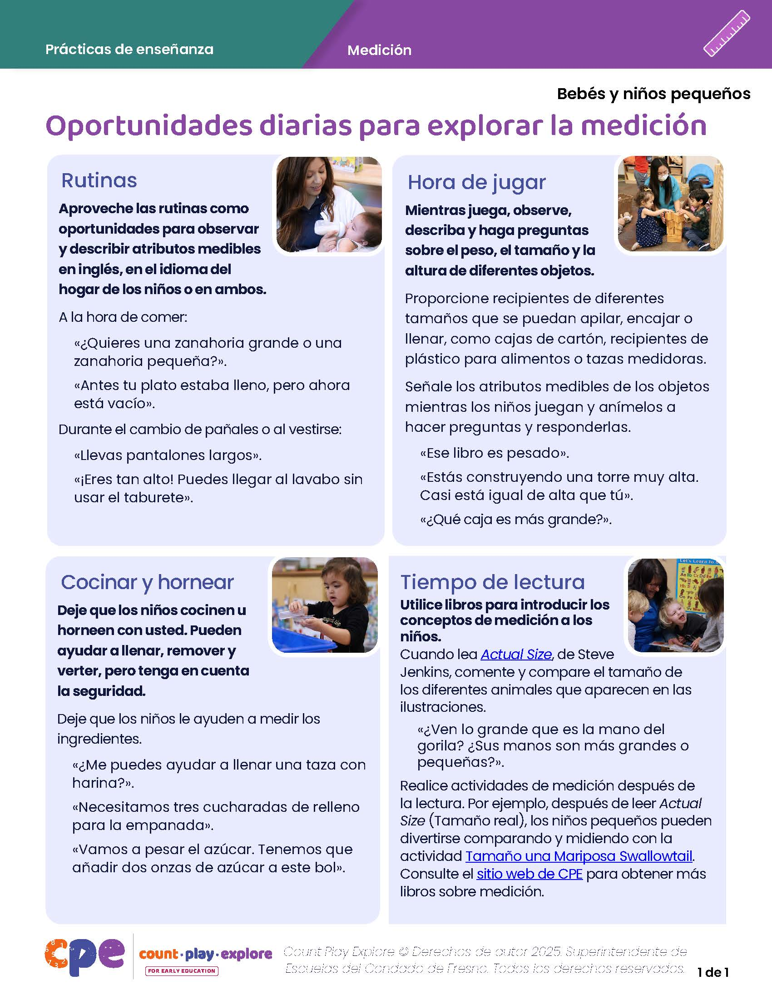 Prácticas de enseñanza
Medición
Bebés y niños pequeños
Oportunidades diarias para explorar la medición
Rutinas
Aproveche las rutinas como
oportunidades para observar
y describir atributos medibles
en inglés, en el idioma del
hogar de los niños o en ambos.
A la hora de comer:
«¿Quieres una zanahoria grande o una
zanahoria pequeña?».
«Antes tu plato estaba lleno, pero ahora
está vacío».
Durante el cambio de pañales o al vestirse:
«Llevas pantalones largos».
«¡Eres tan alto! Puedes llegar al lavabo sin
usar el taburete».
Hora de jugar
Mientras juega, observe,
describa y haga preguntas
sobre el peso, el tamaño y la
altura de diferentes objetos.
Proporcione recipientes de diferentes
tamaños que se puedan apilar, encajar o
llenar, como cajas de cartón, recipientes de
plástico para alimentos o tazas medidoras.
Señale los atributos medibles de los objetos
mientras los niños juegan y anímelos a
hacer preguntas y responderlas.
«Ese libro es pesado».
«Estás construyendo una torre muy alta.
Casi está igual de alta que tú».
«¿Qué caja es más grande?».
Cocinar y hornear
Deje que los niños cocinen u
horneen con usted. Pueden
ayudar a llenar, remover y
verter, pero tenga en cuenta
la seguridad.
Deje que los niños le ayuden a medir los
ingredientes.
«¿Me puedes ayudar a llenar una taza con
harina?».
«Necesitamos tres cucharadas de relleno
para la empanada».
«Vamos a pesar el azúcar. Tenemos que
añadir dos onzas de azúcar a este bol».
Tiempo de lectura
Utilice libros para introducir los
conceptos de medición a los
niños.
Cuando lea Actual Size, de Steve
Jenkins, comente y compare el tamaño de
los diferentes animales que aparecen en las
ilustraciones.
«¿Ven lo grande que es la mano del
gorila? ¿Sus manos son más grandes o
pequeñas?».
Realice actividades de medición después de
la lectura. Por ejemplo, después de leer Actual
Size (Tamaño real), los niños pequeños pueden
divertirse comparando y midiendo con la
actividad Tamaño una Mariposa Swallowtail.
Consulte el sitio web de CPE para obtener más
libros sobre medición.
Let's Learn to
Aa Bb Cc Dd Ee
cpe
count·play·explore
FOR EARLY EDUCATION
Count Play Explore © Derechos de autor 2025. Superintendente de
Escuelas del Condado de Fresno. Todos los derechos reservados.
1 de 1